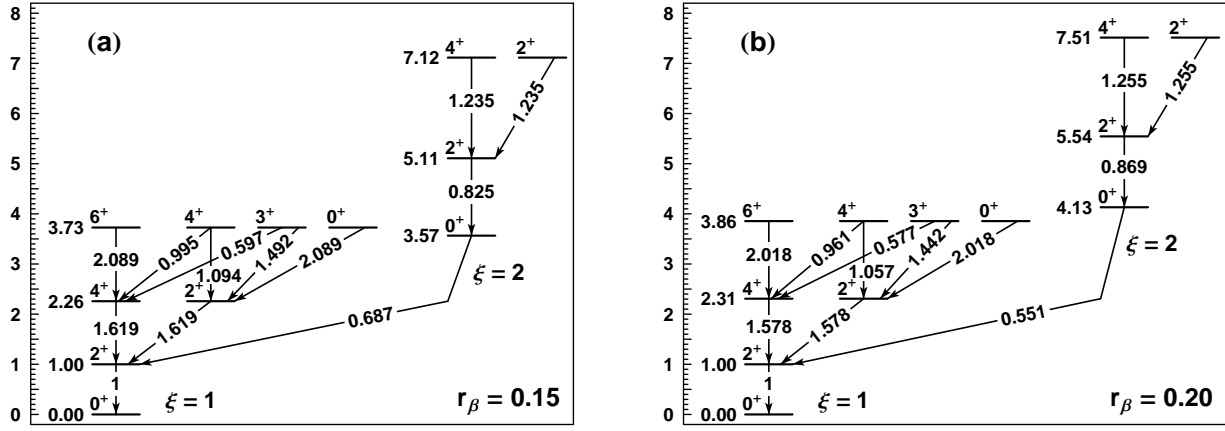 (a)
8
7
6
5
4
3
2
1
0
7.12 4⁺ 2⁺
1.235 1.235
5.11 2⁺
0.825
3.57 0⁺
ξ = 2
3.73 6⁺ 4⁺ 3⁺ 0⁺
2.089 0.995 0.597 1.094 1.492 2.089
2.26 4⁺ 2⁺
1.619 1.619 0.687
1.00 2⁺
1
0.00 0⁺
ξ = 1
r_β = 0.15
(b)
8
7
6
5
4
3
2
1
0
7.51 4⁺ 2⁺
1.255 1.255
5.54 2⁺
0.869
4.13 0⁺
ξ = 2
3.86 6⁺ 4⁺ 3⁺ 0⁺
2.018 0.961 0.577 1.057 1.442 2.018
2.31 4⁺ 2⁺
1.578 1.578 0.551
1.00 2⁺
1
0.00 0⁺
ξ = 1
r_β = 0.20